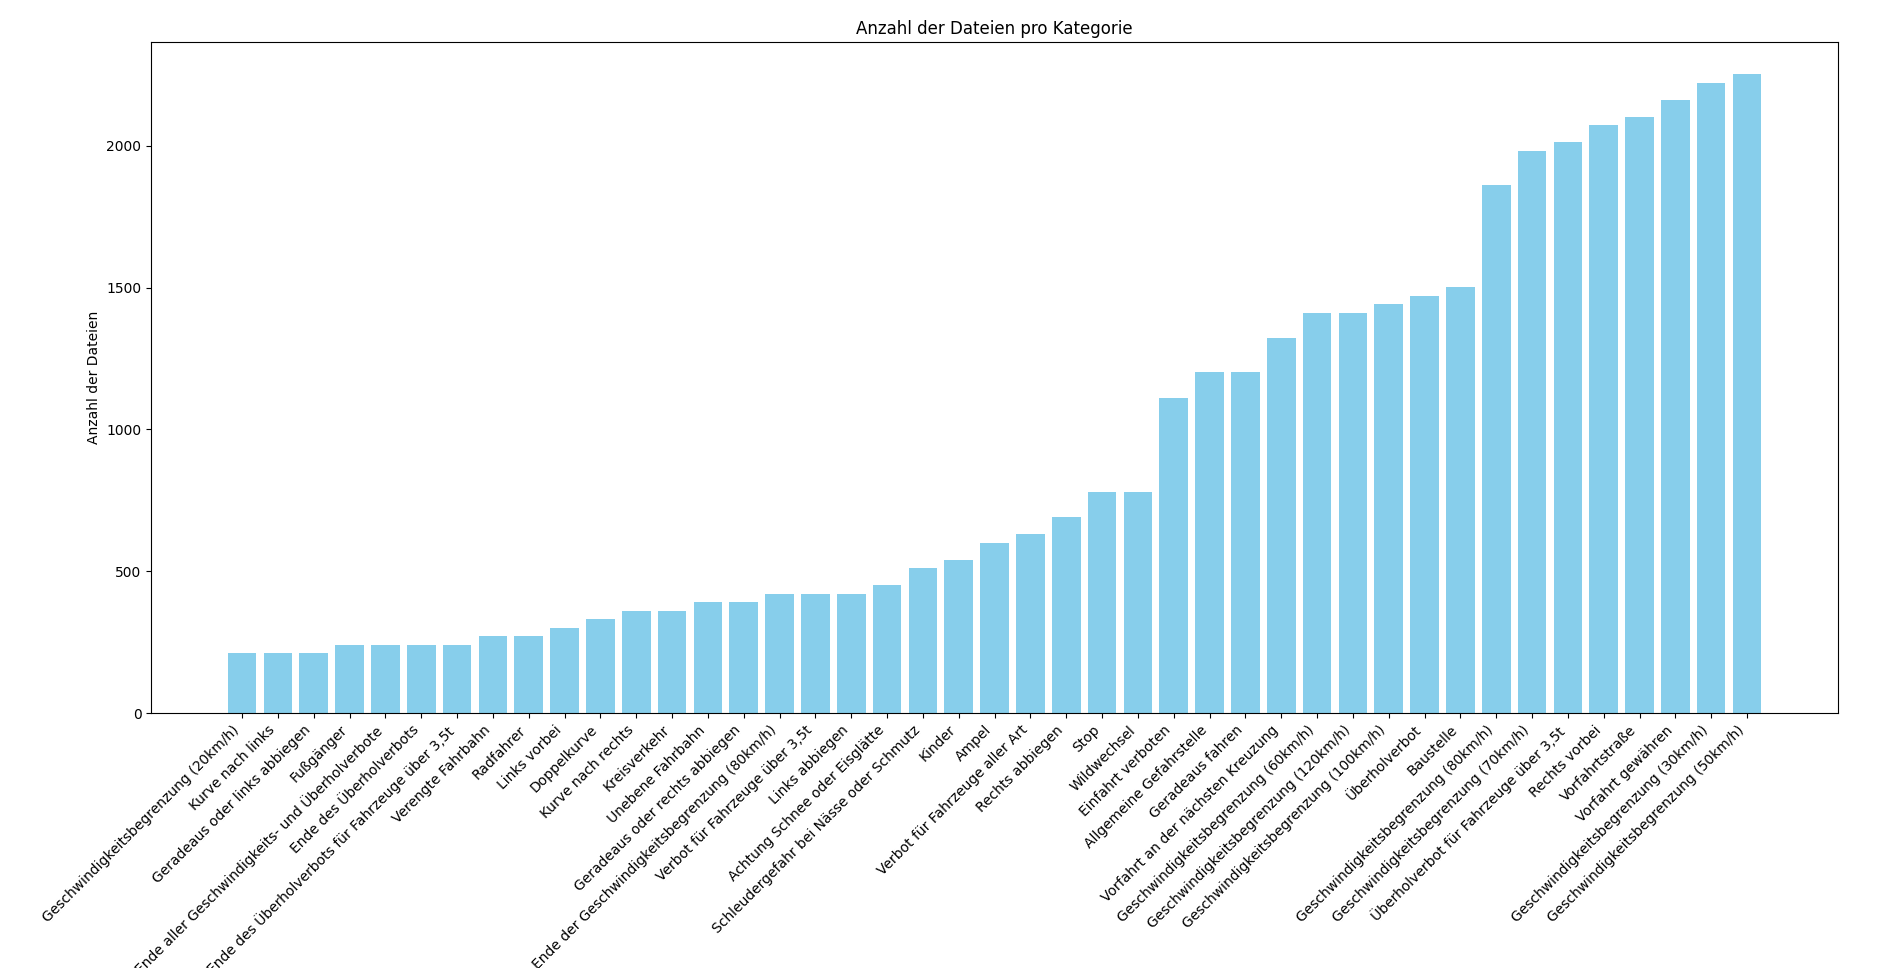 Anzahl der Dateien pro Kategorie
Anzahl der Dateien
2000
1500
1000
500
0
Geschwindigkeitsbegrenzung (20km/h)
Kurve nach links
Geradeaus oder links abbiegen
Fußgänger
Ende aller Geschwindigkeits- und Überholverbote
Ende des Überholverbots
Ende des Überholverbots für Fahrzeuge über 3,5t
Verengte Fahrbahn
Radfahrer
Links vorbei
Doppelkurve
Kurve nach rechts
Kreisverkehr
Unebene Fahrbahn
Geradeaus oder rechts abbiegen
Ende der Geschwindigkeitsbegrenzung (80km/h)
Verbot für Fahrzeuge über 3,5t
Links abbiegen
Achtung Schnee oder Eisglätte
Schleudergefahr bei Nässe oder Schmutz
Kinder
Ampel
Verbot für Fahrzeuge aller Art
Rechts abbiegen
Stop
Wildwechsel
Einfahrt verboten
Allgemeine Gefahrstelle
Geradeaus fahren
Vorfahrt an der nächsten Kreuzung
Geschwindigkeitsbegrenzung (60km/h)
Geschwindigkeitsbegrenzung (120km/h)
Geschwindigkeitsbegrenzung (100km/h)
Überholverbot
Baustelle
Geschwindigkeitsbegrenzung (80km/h)
Geschwindigkeitsbegrenzung (70km/h)
Überholverbot für Fahrzeuge über 3,5t
Rechts vorbei
Vorfahrtstraße
Vorfahrt gewähren
Geschwindigkeitsbegrenzung (30km/h)
Geschwindigkeitsbegrenzung (50km/h)